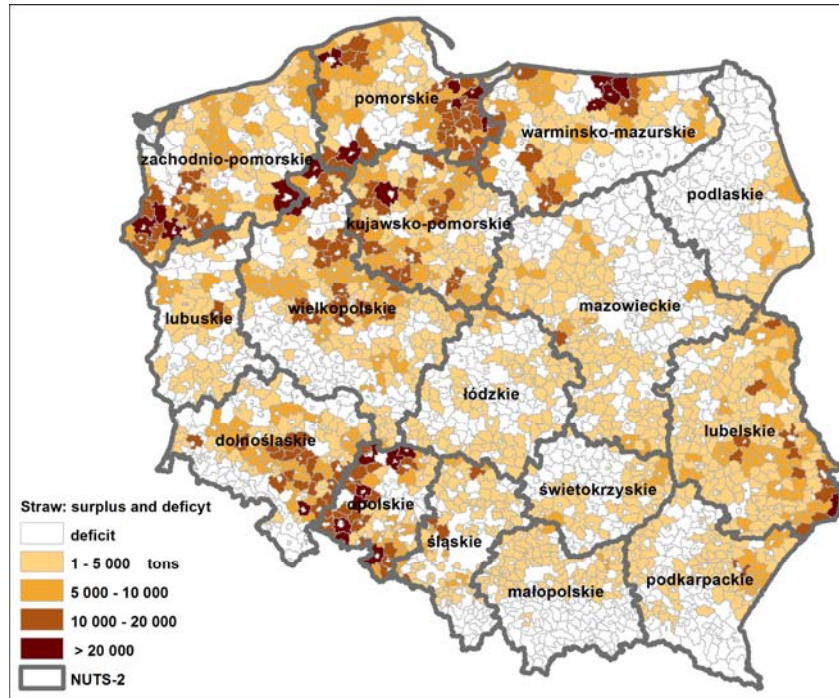 pomorskie
warminsko-mazurskie
zachodnio-pomorskie
podlaskie
kujawsko-pomorskie
mazowieckie
wielkopolskie
lubuskie
łódzkie
lubelskie
dolnośląskie
opolskie
świetokrzyskie
śląskie
podkarpackie
małopolskie
Straw: surplus and deficyt
deficit
1 - 5 000 tons
5 000 - 10 000
10 000 - 20 000
> 20 000
NUTS-2